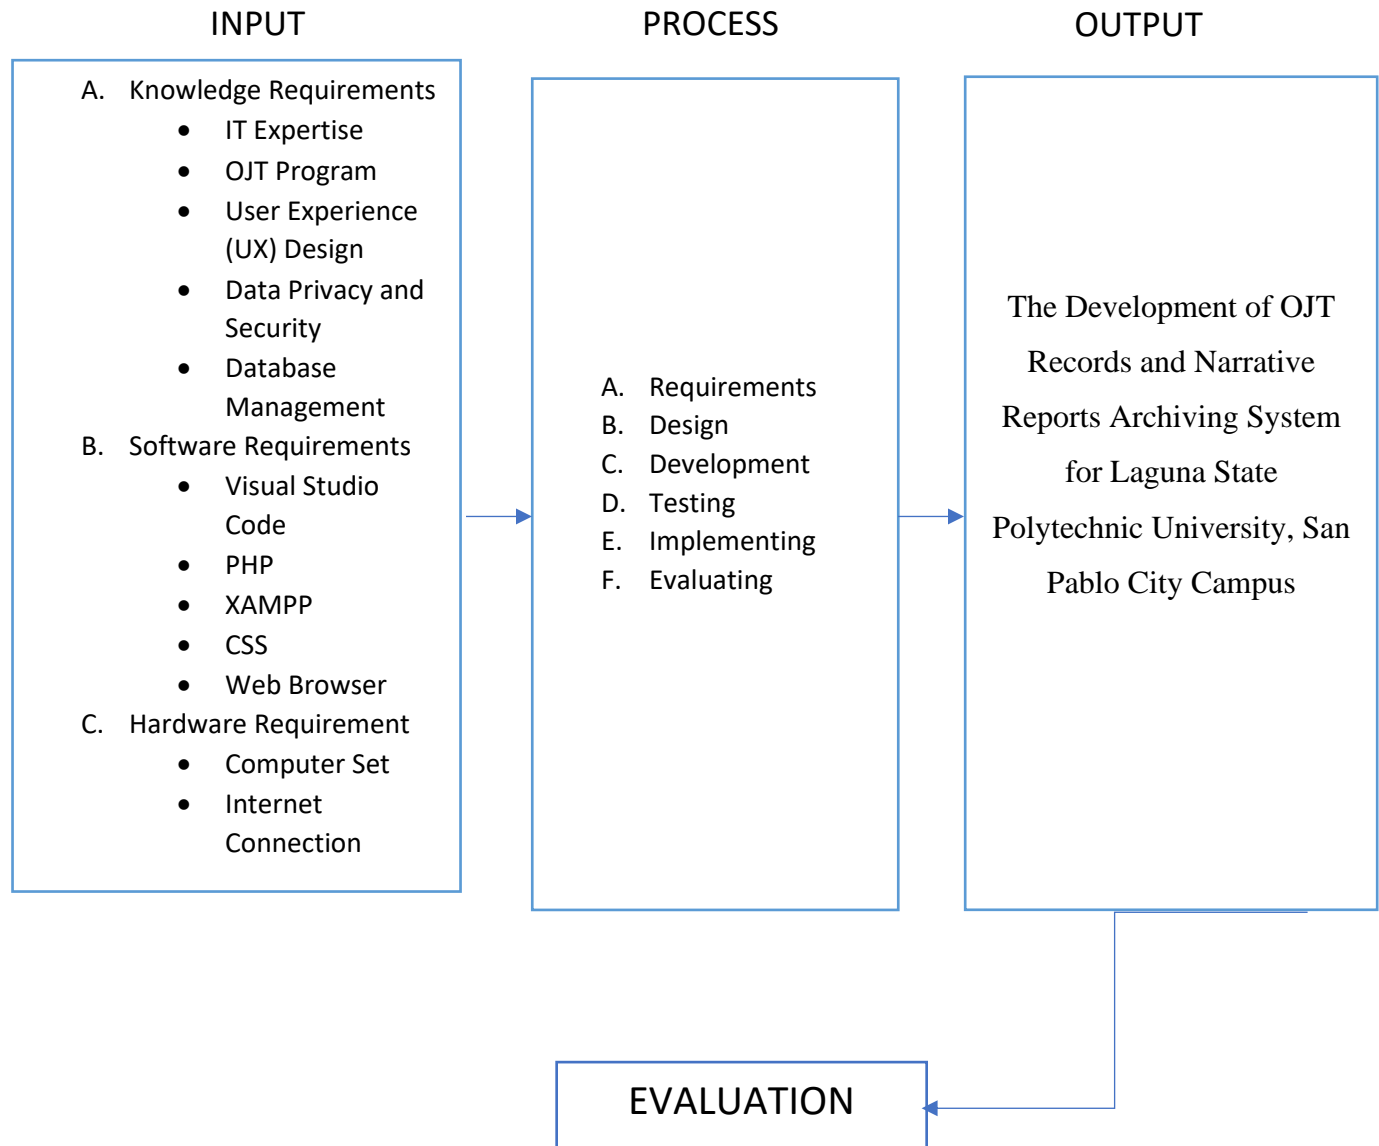 INPUT
A. Knowledge Requirements
• IT Expertise
• OJT Program
• User Experience
(UX) Design
• Data Privacy and
Security
• Database
Management
B. Software Requirements
• Visual Studio
Code
• PHP
• XAMPP
• CSS
• Web Browser
C. Hardware Requirement
• Computer Set
• Internet
Connection
PROCESS
A. Requirements
B. Design
C. Development
D. Testing
E. Implementing
F. Evaluating
OUTPUT
The Development of OJT
Records and Narrative
Reports Archiving System
for Laguna State
Polytechnic University, San
Pablo City Campus
EVALUATION